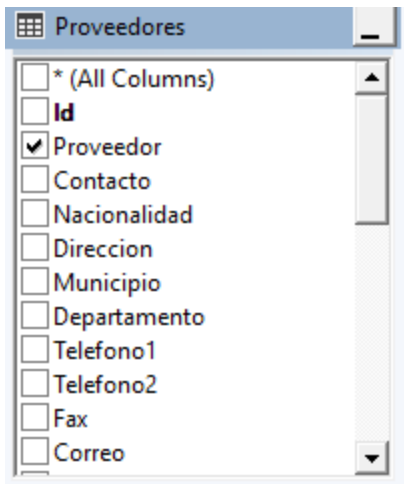 Proveedores
* (All Columns)
Id
Proveedor
Contacto
Nacionalidad
Direccion
Municipio
Departamento
Telefono1
Telefono2
Fax
Correo